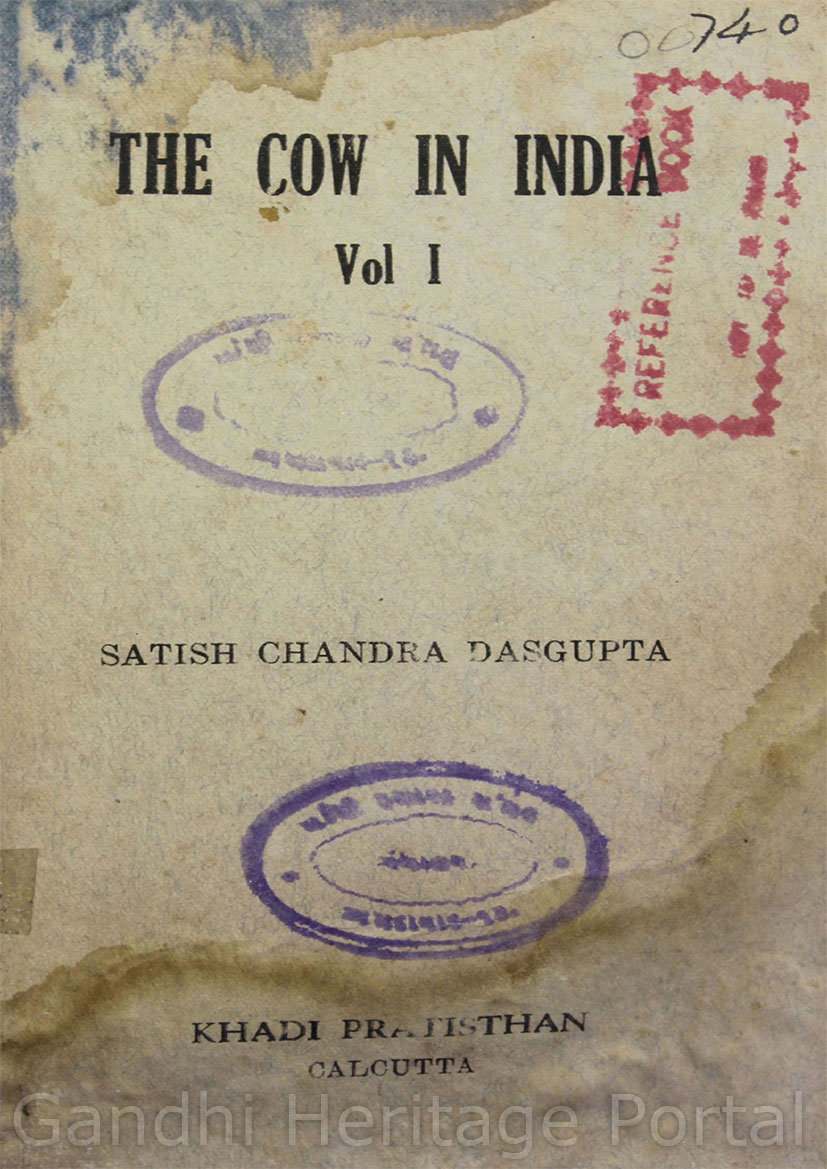 00740
THE COW IN INDIA
Vol I
REFERENCE BOOK
SATISH CHANDRA DASGUPTA
KHADI PRATISTHAN
CALCUTTA
Gandhi Heritage Portal